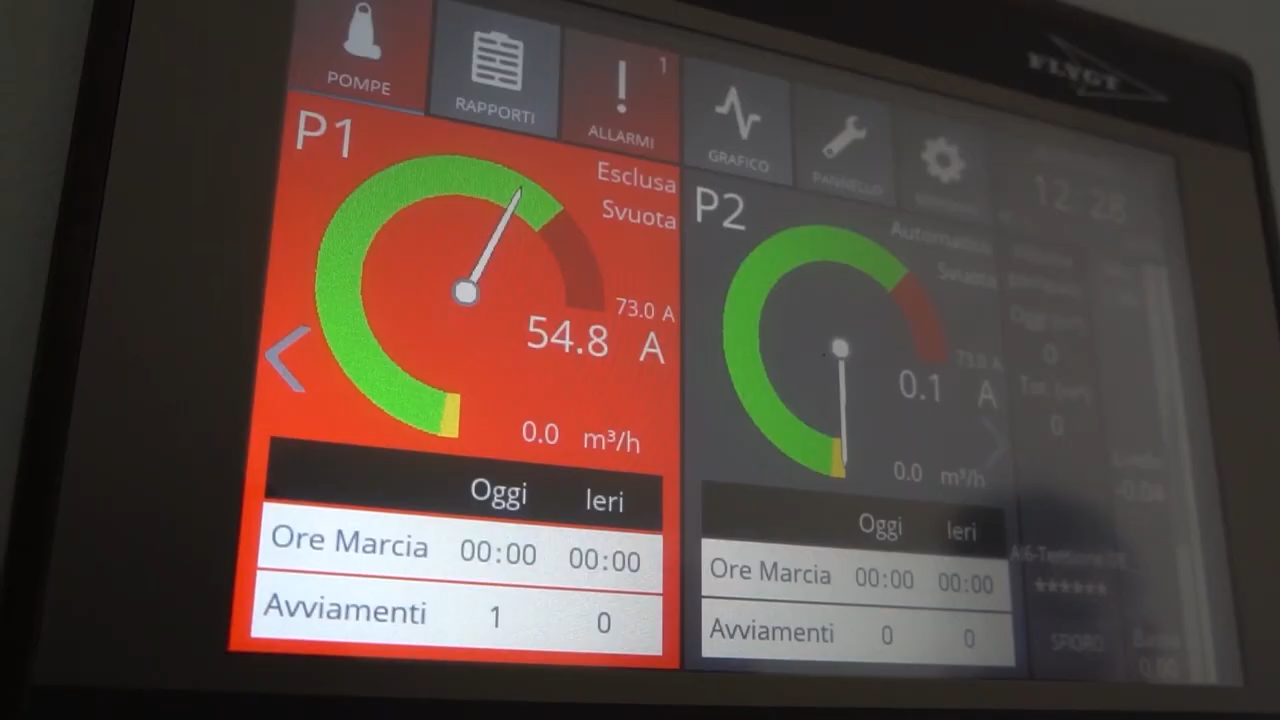 FLYGT
POMPE
RAPPORTI
1
ALLARMI
GRAFICO
PANNELLO
12:28
P1
Esclusa
Svuota
73.0 A
54.8 A
0.0 m³/h
Oggi Ieri
Ore Marcia 00:00 00:00
Avviamenti 1 0
P2
Automatico
Svuota
73.0 A
0.1 A
0.0 m³/h
Oggi Ieri
Ore Marcia 00:00 00:00
Avviamenti 0 0
0
0
******
SFIORO
0.00